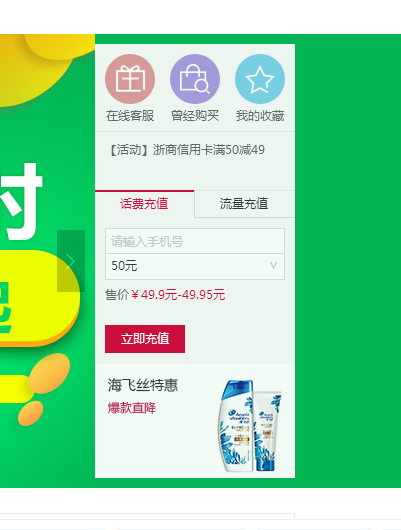 时
起
在线客服 曾经购买 我的收藏
【活动】浙商信用卡满50减49
话费充值 流量充值
请输入手机号
50元
售价￥49.9元-49.95元
立即充值
海飞丝特惠
爆款直降